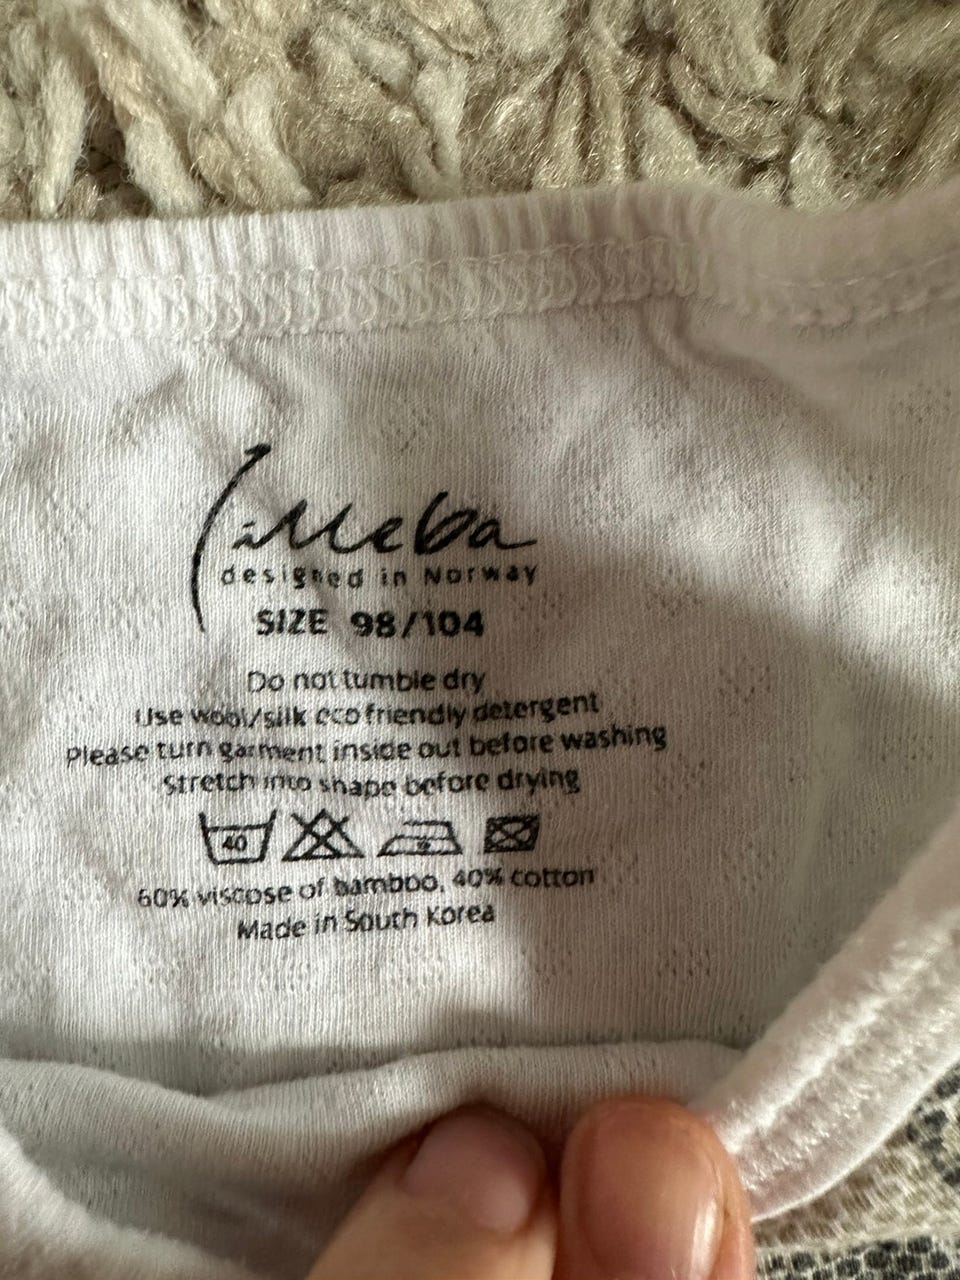 Lilleba
designed in Norway
SIZE 98/104
Do not tumble dry
Use wool/silk eco friendly detergent
Please turn garment inside out before washing
Stretch into shape before drying
40
60% viscose of bamboo, 40% cotton
Made in South Korea